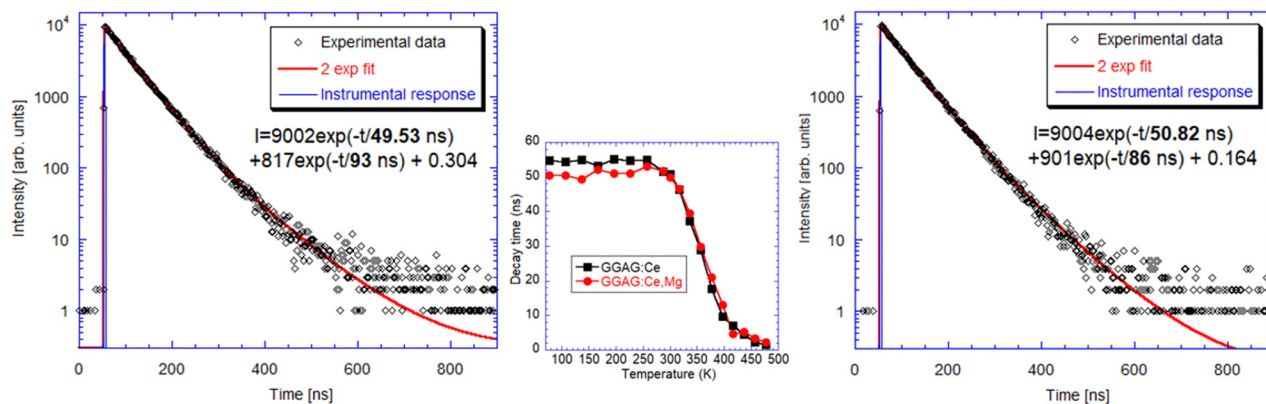 10⁴
1000
100
10
1
Intensity [arb. units]
Experimental data
2 exp fit
Instrumental response
I=9002exp(-t/49.53 ns)
+817exp(-t/93 ns) + 0.304
0 200 400 600 800
Time [ns]
60
50
40
30
20
10
0
Decay time (ns)
GGAG:Ce
GGAG:Ce,Mg
100 150 200 250 300 350 400 450 500
Temperature (K)
10⁴
1000
100
10
1
Intensity [arb. units]
Experimental data
2 exp fit
Instrumental response
I=9004exp(-t/50.82 ns)
+901exp(-t/86 ns) + 0.164
0 200 400 600 800
Time [ns]